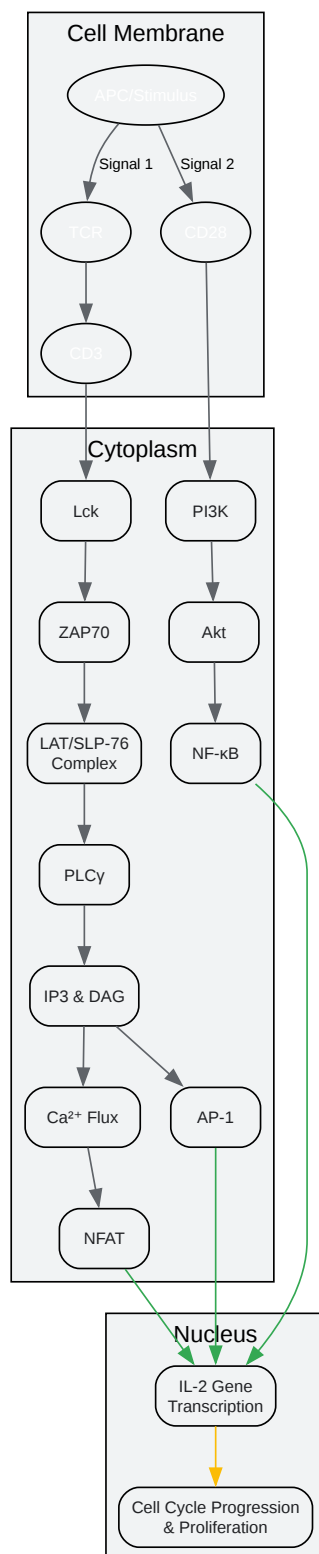 Cell Membrane
APC/Stimulus
Signal 1
Signal 2
TCR
CD28
CD3
Cytoplasm
Lck
PI3K
ZAP70
Akt
LAT/SLP-76
Complex
NF-κB
PLCγ
IP3 & DAG
Ca²⁺ Flux
AP-1
NFAT
Nucleus
IL-2 Gene
Transcription
Cell Cycle Progression
& Proliferation